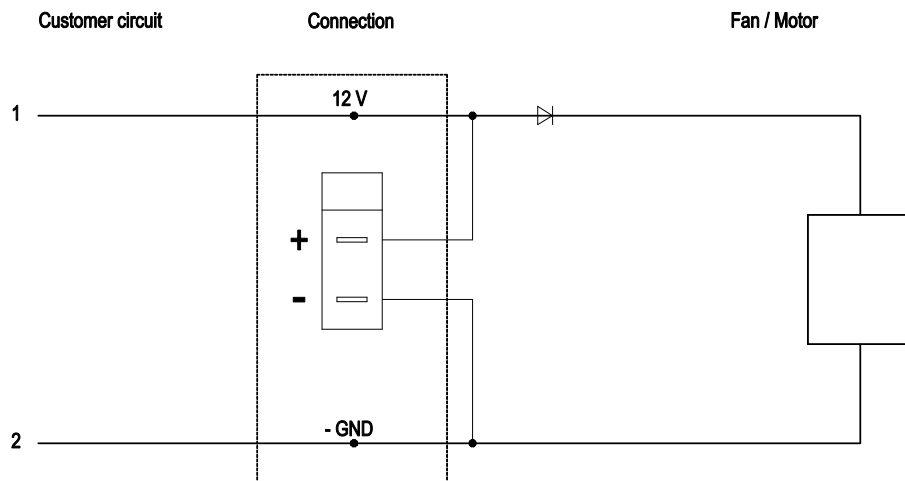 Customer circuit
Connection
Fan / Motor
12 V
1
+
-
- GND
2